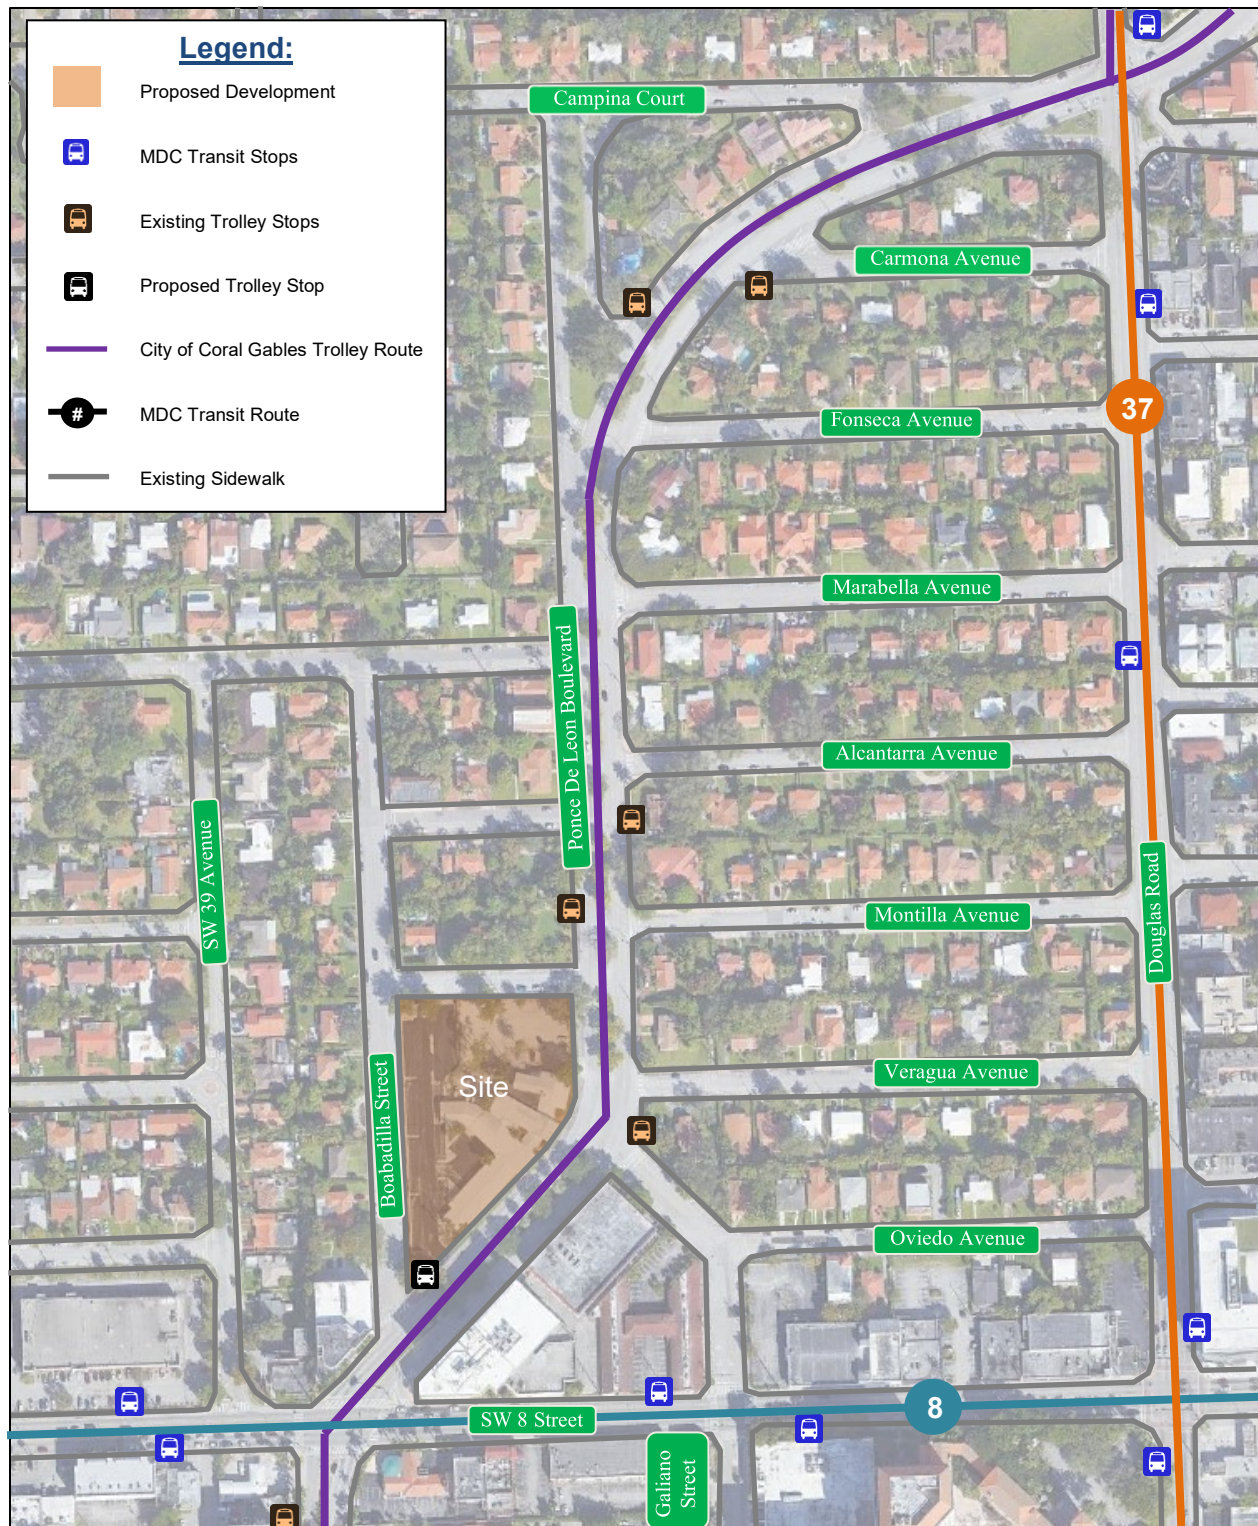 Legend:
Proposed Development
MDC Transit Stops
Existing Trolley Stops
Proposed Trolley Stop
City of Coral Gables Trolley Route
#
MDC Transit Route
Existing Sidewalk
Campina Court
Carmona Avenue
37
Fonseca Avenue
Marabella Avenue
Ponce De Leon Boulevard
Alcantarra Avenue
SW 39 Avenue
Douglas Road
Montilla Avenue
Veragua Avenue
Site
Boabadilla Street
Oviedo Avenue
8
SW 8 Street
Galiano
Street